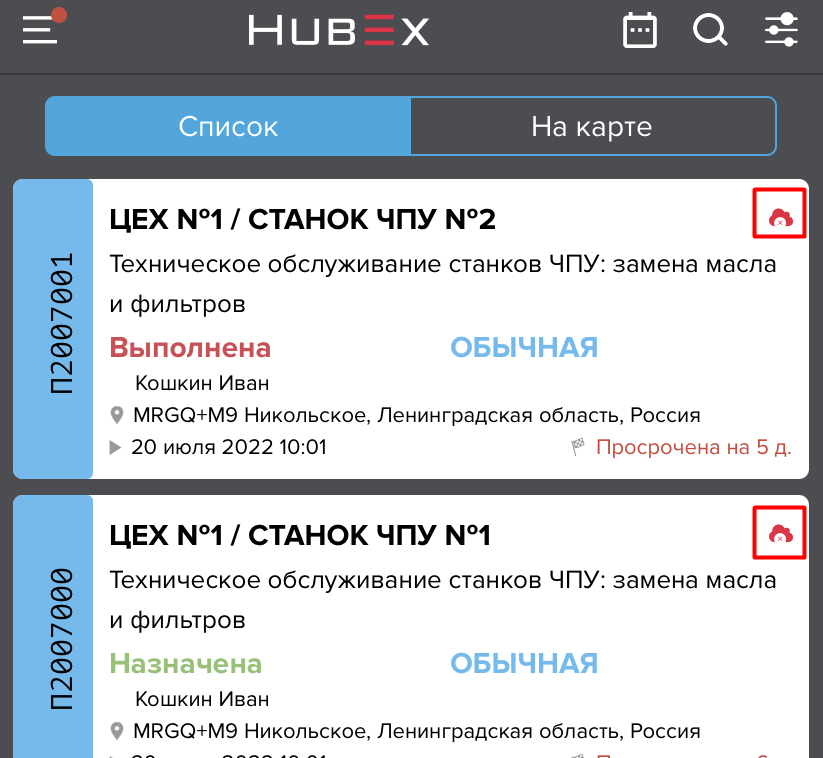 HUBEX
Список
На карте
П2007001
ЦЕХ №1 / СТАНОК ЧПУ №2
Техническое обслуживание станков ЧПУ: замена масла
и фильтров
Выполнена
ОБЫЧНАЯ
Кошкин Иван
MRGQ+M9 Никольское, Ленинградская область, Россия
20 июля 2022 10:01
Просрочена на 5 д.
П2007000
ЦЕХ №1 / СТАНОК ЧПУ №1
Техническое обслуживание станков ЧПУ: замена масла
и фильтров
Назначена
ОБЫЧНАЯ
Кошкин Иван
MRGQ+M9 Никольское, Ленинградская область, Россия